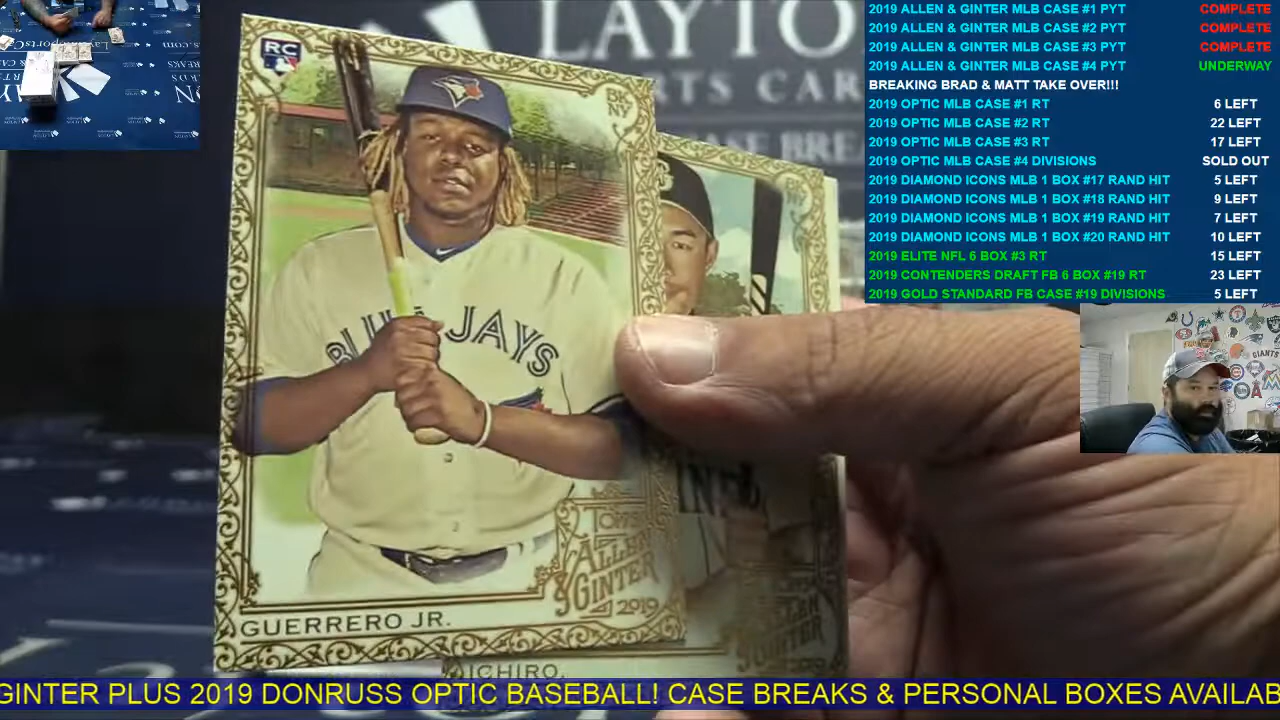 LAYTO
RTS CAR
SE BRE
RC
BLUE JAYS
TOPPS
ALLEN
& GINTER
2019
GUERRERO JR.
ICHIRO
2019 ALLEN & GINTER MLB CASE #1 PYT COMPLETE
2019 ALLEN & GINTER MLB CASE #2 PYT COMPLETE
2019 ALLEN & GINTER MLB CASE #3 PYT COMPLETE
2019 ALLEN & GINTER MLB CASE #4 PYT UNDERWAY
BREAKING BRAD & MATT TAKE OVER!!!
2019 OPTIC MLB CASE #1 RT 6 LEFT
2019 OPTIC MLB CASE #2 RT 22 LEFT
2019 OPTIC MLB CASE #3 RT 17 LEFT
2019 OPTIC MLB CASE #4 DIVISIONS SOLD OUT
2019 DIAMOND ICONS MLB 1 BOX #17 RAND HIT 5 LEFT
2019 DIAMOND ICONS MLB 1 BOX #18 RAND HIT 9 LEFT
2019 DIAMOND ICONS MLB 1 BOX #19 RAND HIT 7 LEFT
2019 DIAMOND ICONS MLB 1 BOX #20 RAND HIT 10 LEFT
2019 ELITE NFL 6 BOX #3 RT 15 LEFT
2019 CONTENDERS DRAFT FB 6 BOX #19 RT 23 LEFT
2019 GOLD STANDARD FB CASE #19 DIVISIONS 5 LEFT
GINTER PLUS 2019 DONRUSS OPTIC BASEBALL! CASE BREAKS & PERSONAL BOXES AVAILAB